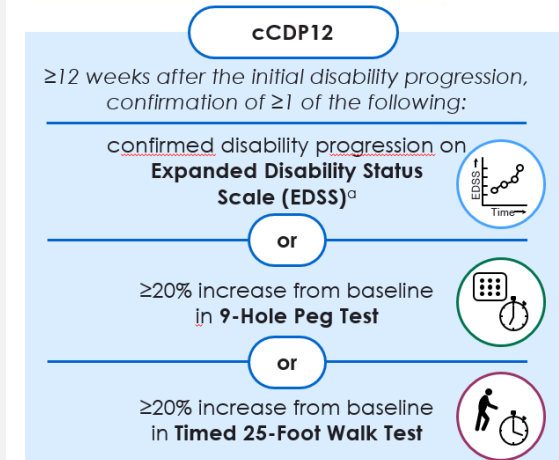 cCDP12
≥12 weeks after the initial disability progression,
confirmation of ≥1 of the following:
confirmed disability progression on
Expanded Disability Status
Scale (EDSS)ᵃ
EDSS
Time
or
≥20% increase from baseline
in 9-Hole Peg Test
or
≥20% increase from baseline
in Timed 25-Foot Walk Test